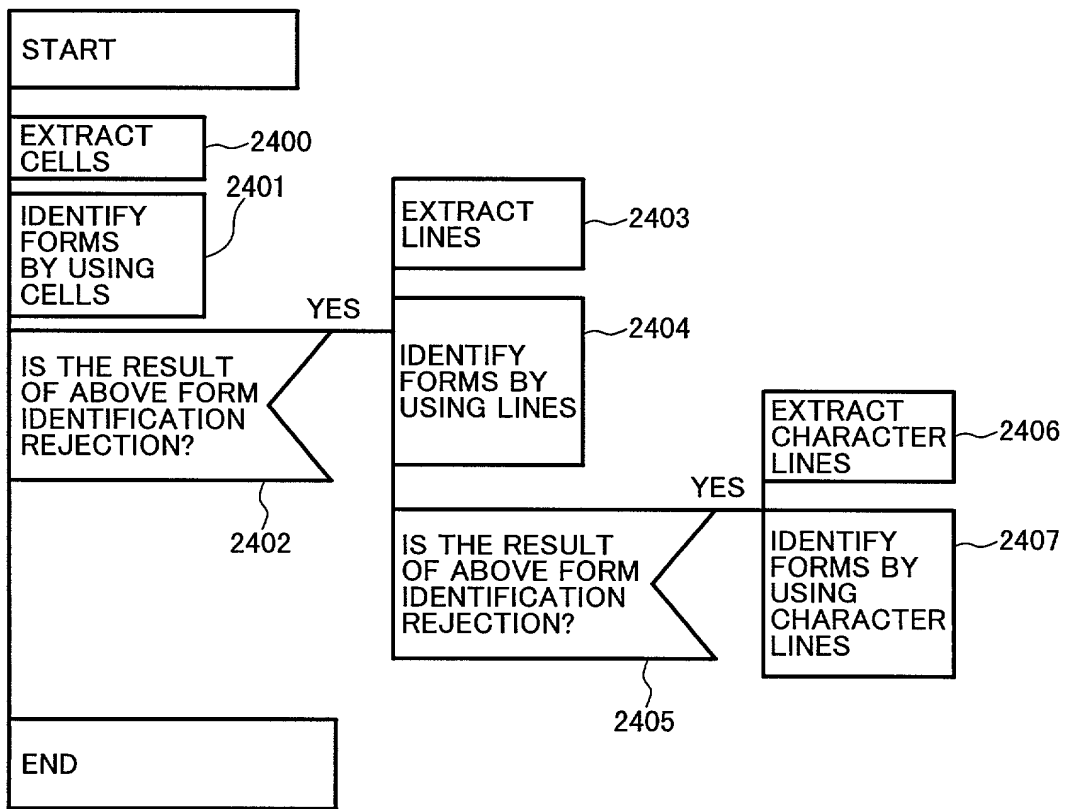 START
EXTRACT
CELLS
2400
2401
IDENTIFY
FORMS
BY USING
CELLS
YES
IS THE RESULT
OF ABOVE FORM
IDENTIFICATION
REJECTION?
2402
EXTRACT
LINES
2403
IDENTIFY
FORMS BY
USING LINES
2404
YES
IS THE RESULT
OF ABOVE FORM
IDENTIFICATION
REJECTION?
2405
EXTRACT
CHARACTER
LINES
2406
IDENTIFY
FORMS BY
USING
CHARACTER
LINES
2407
END